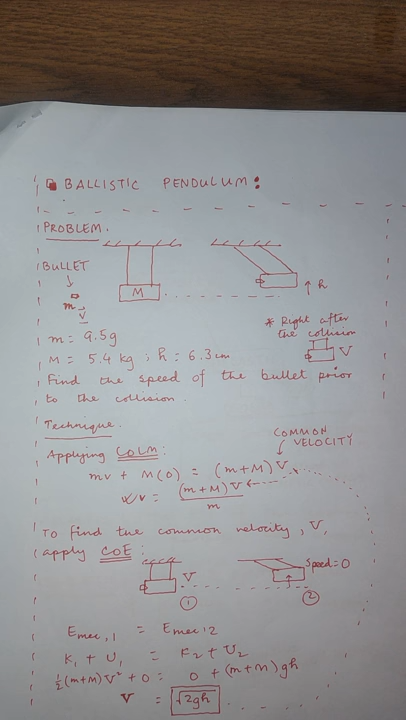 BALLISTIC PENDULUM:
PROBLEM.
BULLET
M
h
m
v
* Right after the collision
V
m = 9.5g
M = 5.4 kg ; h = 6.3 cm
Find the speed of the bullet prior
to the collision.
Technique.
COMMON VELOCITY
Applying COLM:
mv + M(0) = (m+M)V
v = (m+M)V / m
To find the common velocity, V,
apply COE:
V
Speed=0
1
2
Emec,1 = Emec,2
K1 + U1 = K2 + U2
½(m+M)V² + 0 = 0 + (m+M)gh
V = √2gh